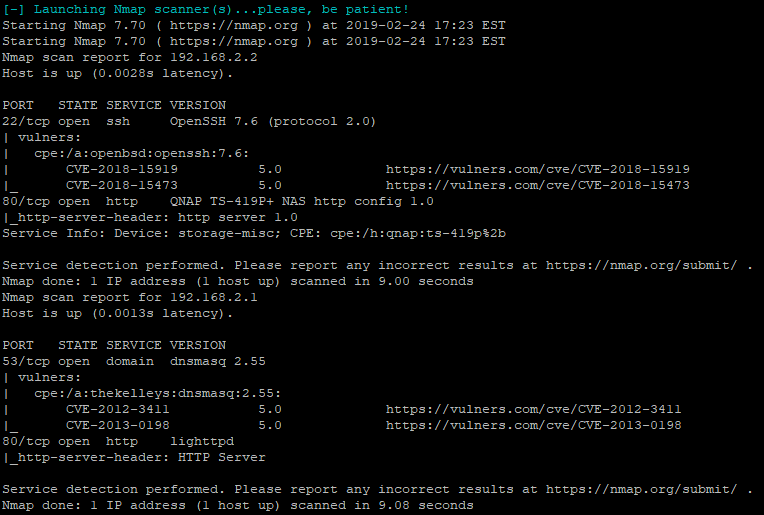 [-] Launching Nmap scanner(s)...please, be patient!
Starting Nmap 7.70 ( https://nmap.org ) at 2019-02-24 17:23 EST
Starting Nmap 7.70 ( https://nmap.org ) at 2019-02-24 17:23 EST
Nmap scan report for 192.168.2.2
Host is up (0.0028s latency).

PORT   STATE SERVICE VERSION
22/tcp open  ssh     OpenSSH 7.6 (protocol 2.0)
| vulners:
|   cpe:/a:openbsd:openssh:7.6:
|       CVE-2018-15919          5.0             https://vulners.com/cve/CVE-2018-15919
|_      CVE-2018-15473          5.0             https://vulners.com/cve/CVE-2018-15473
80/tcp open  http    QNAP TS-419P+ NAS http config 1.0
|_http-server-header: http server 1.0
Service Info: Device: storage-misc; CPE: cpe:/h:qnap:ts-419p%2b

Service detection performed. Please report any incorrect results at https://nmap.org/submit/ .
Nmap done: 1 IP address (1 host up) scanned in 9.00 seconds
Nmap scan report for 192.168.2.1
Host is up (0.0013s latency).

PORT   STATE SERVICE VERSION
53/tcp open  domain  dnsmasq 2.55
| vulners:
|   cpe:/a:thekelleys:dnsmasq:2.55:
|       CVE-2012-3411           5.0             https://vulners.com/cve/CVE-2012-3411
|_      CVE-2013-0198           5.0             https://vulners.com/cve/CVE-2013-0198
80/tcp open  http    lighttpd
|_http-server-header: HTTP Server

Service detection performed. Please report any incorrect results at https://nmap.org/submit/ .
Nmap done: 1 IP address (1 host up) scanned in 9.08 seconds